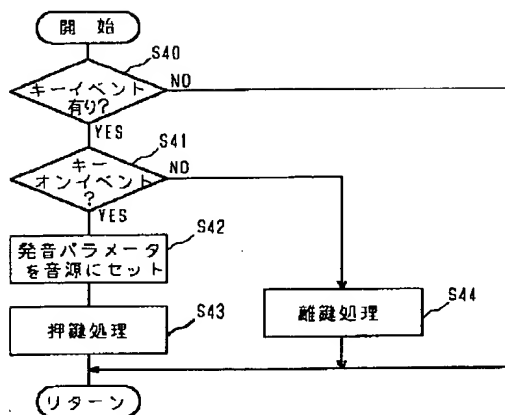 開始
S40
キーイベント
有り?
NO
YES
S41
キー
オンイベント
?
NO
YES
S42
発音パラメータ
を音源にセット
S43
押鍵処理
S44
離鍵処理
リターン